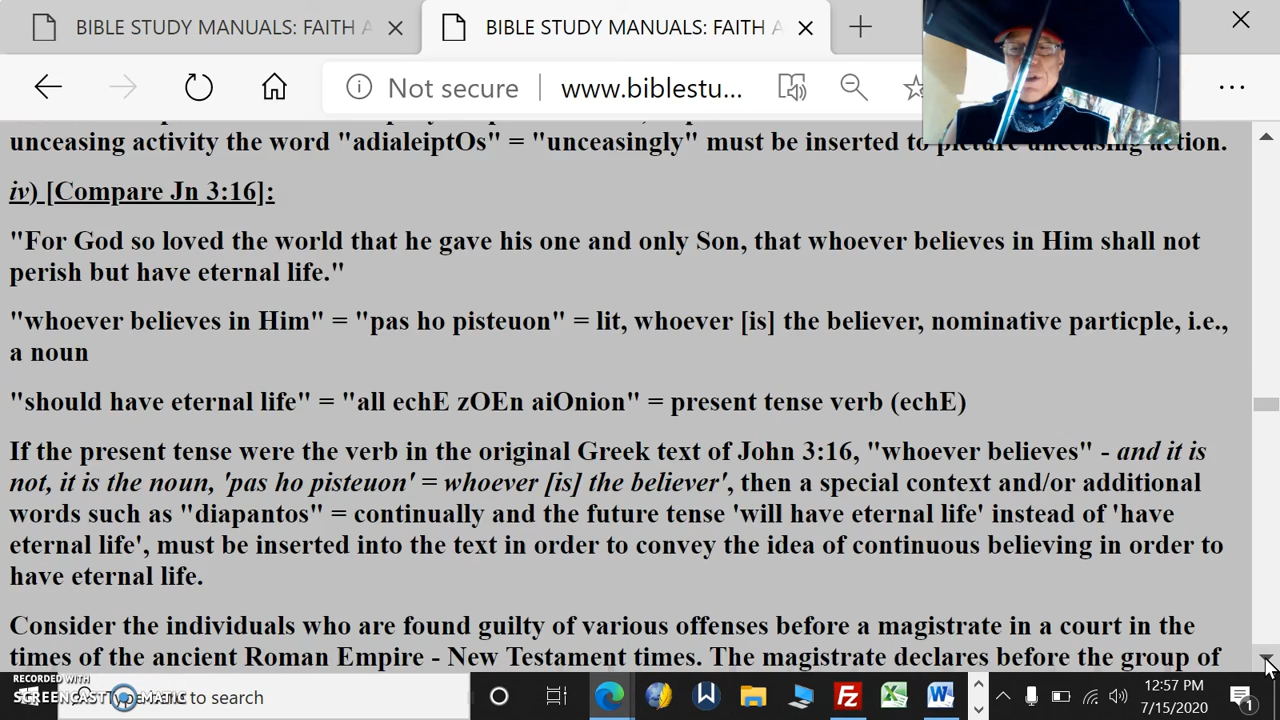 BIBLE STUDY MANUALS: FAITH A
BIBLE STUDY MANUALS: FAITH A
Not secure
www.biblestu...
unceasing activity the word "adialeiptOs" = "unceasingly" must be inserted to picture unceasing action.
iv) [Compare Jn 3:16]:
"For God so loved the world that he gave his one and only Son, that whoever believes in Him shall not
perish but have eternal life."
"whoever believes in Him" = "pas ho pisteuon" = lit, whoever [is] the believer, nominative particple, i.e.,
a noun
"should have eternal life" = "all echE zOEn aiOnion" = present tense verb (echE)
If the present tense were the verb in the original Greek text of John 3:16, "whoever believes" - and it is
not, it is the noun, 'pas ho pisteuon' = whoever [is] the believer', then a special context and/or additional
words such as "diapantos" = continually and the future tense 'will have eternal life' instead of 'have
eternal life', must be inserted into the text in order to convey the idea of continuous believing in order to
have eternal life.
Consider the individuals who are found guilty of various offenses before a magistrate in a court in the
times of the ancient Roman Empire - New Testament times. The magistrate declares before the group of
RECORDED WITH
SCREENCAST-O-MATIC
Type here to search
12:57 PM
7/15/2020
1